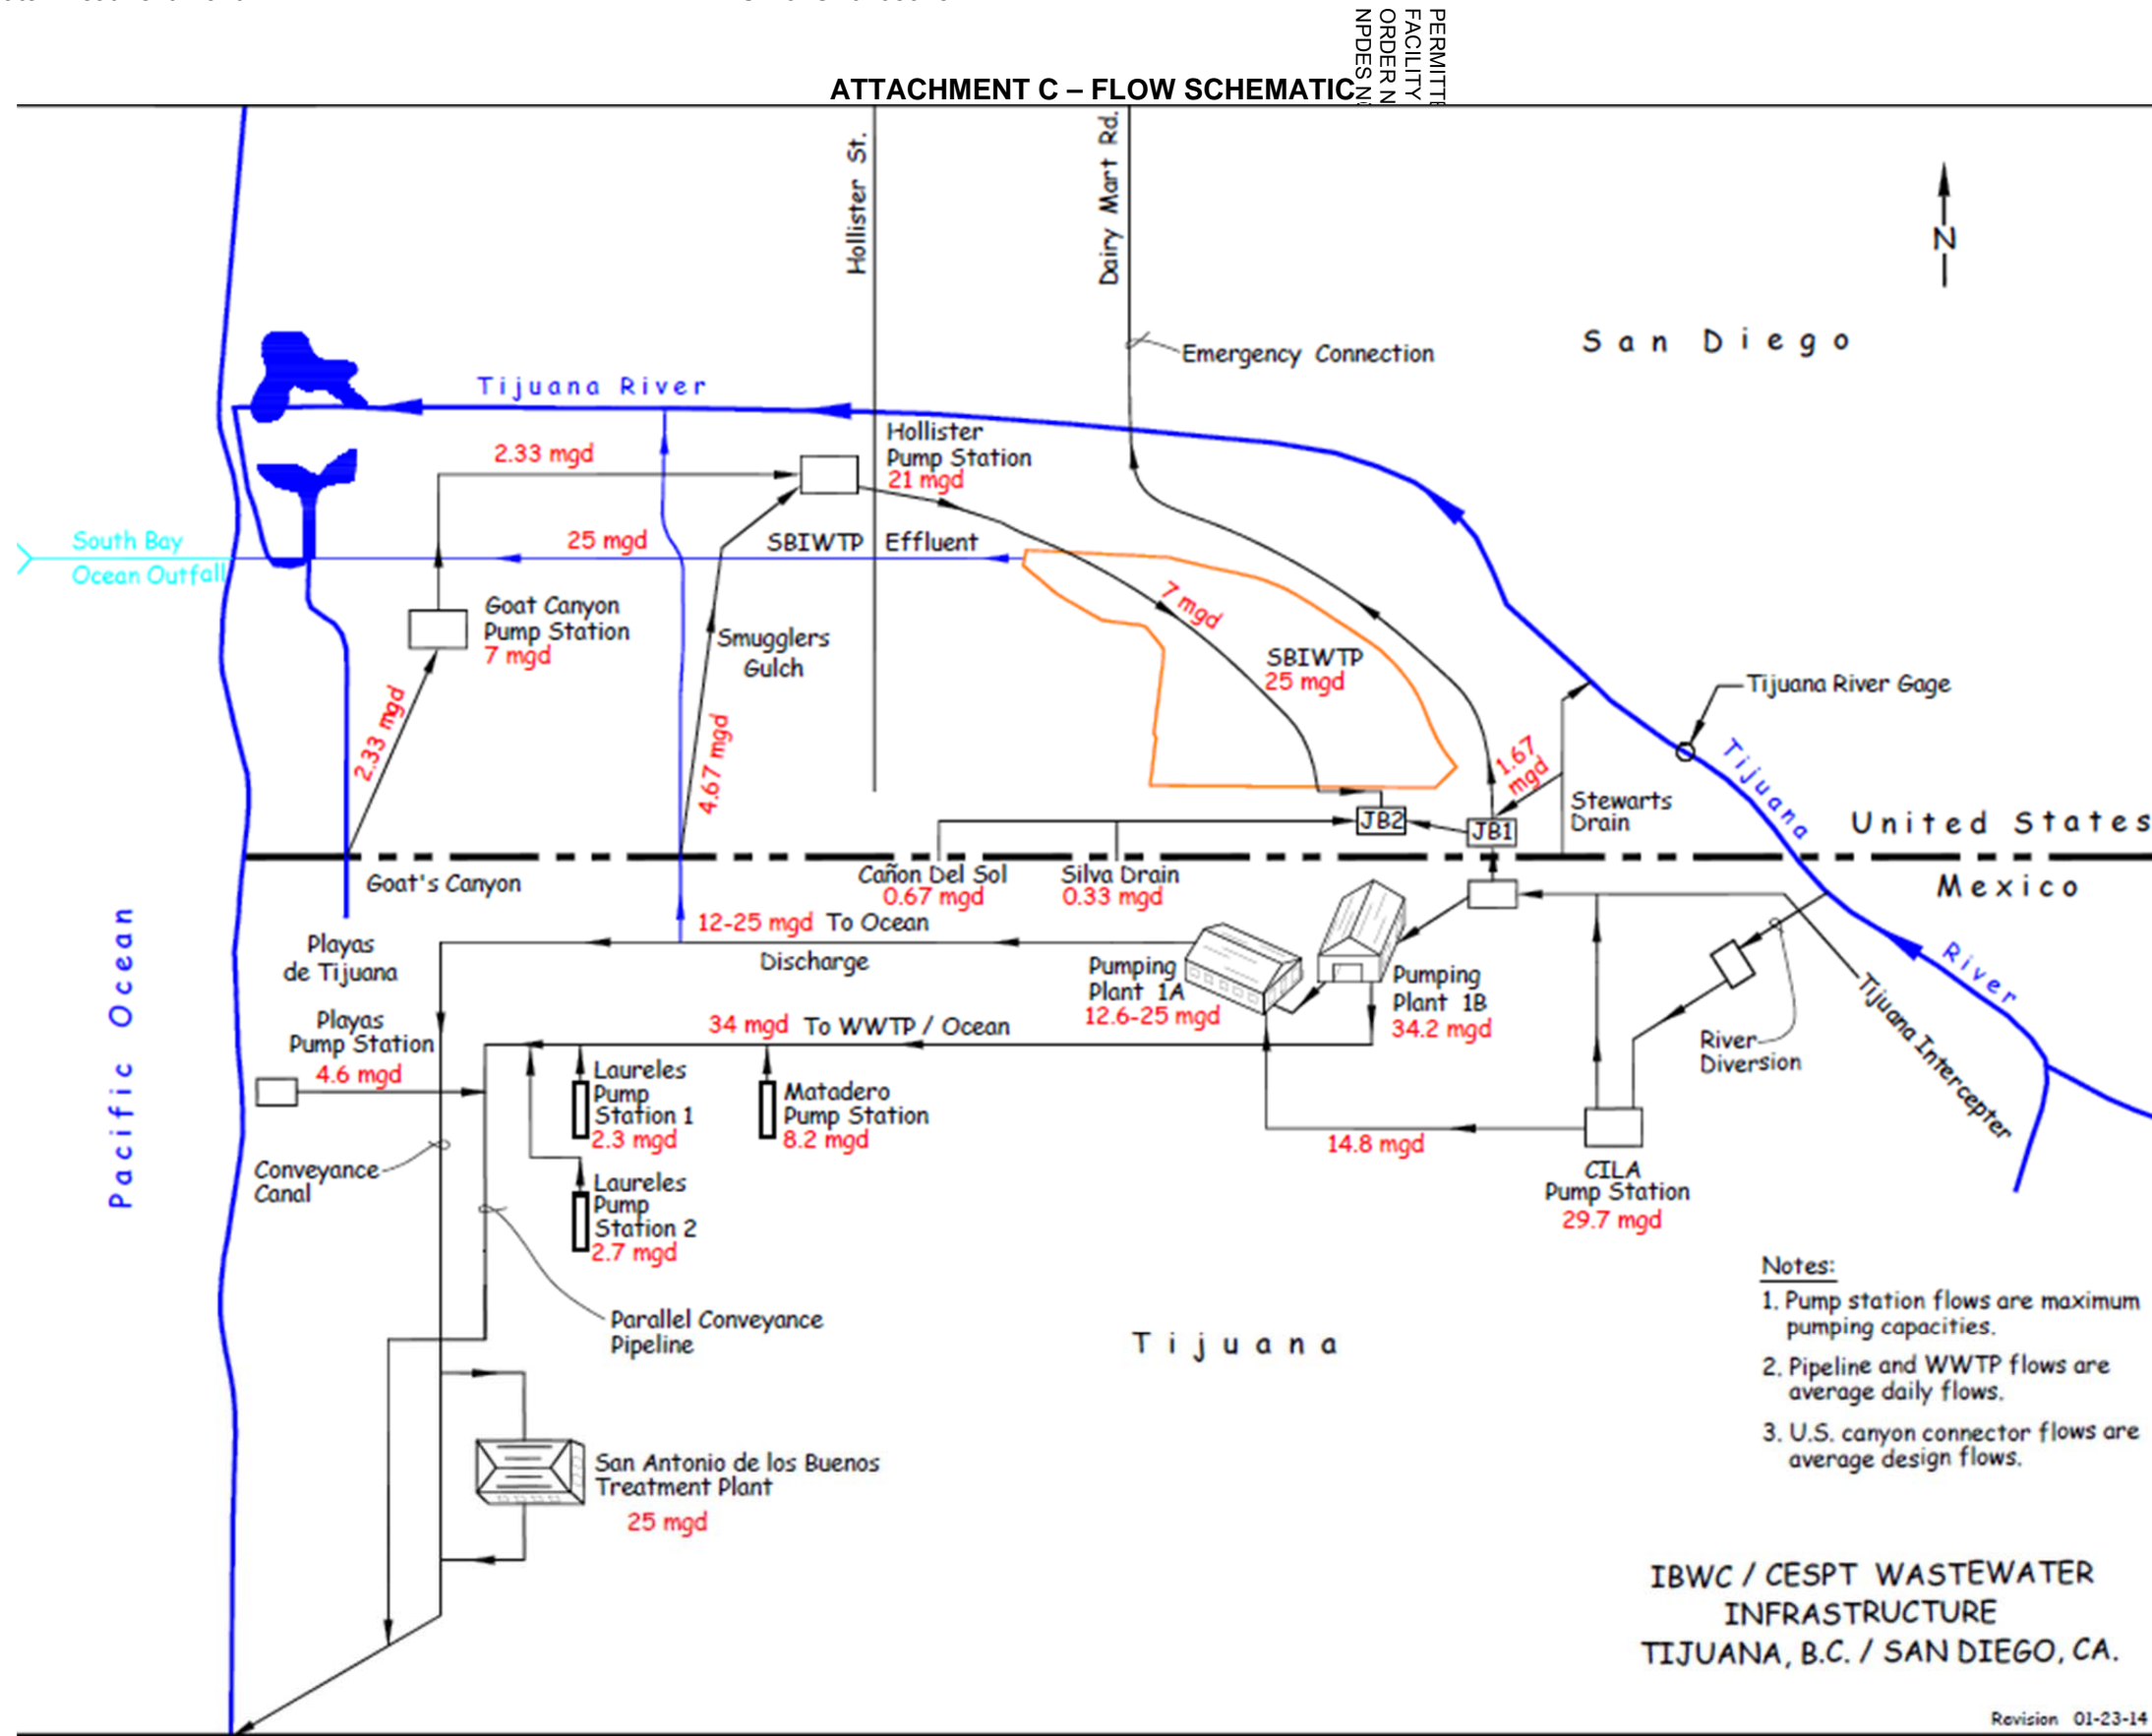 PERMITT
FACILITY
ORDER N
NPDES N
ATTACHMENT C – FLOW SCHEMATIC
Hollister St.
Dairy Mart Rd.
N
San Diego
Emergency Connection
Tijuana River
2.33 mgd
Hollister
Pump Station
21 mgd
South Bay
Ocean Outfall
25 mgd
SBIWTP Effluent
7 mgd
Goat Canyon
Pump Station
7 mgd
Smugglers
Gulch
SBIWTP
25 mgd
Tijuana River Gage
2.33 mgd
4.67 mgd
1.67
mgd
Stewarts
Drain
Tijuana
River
JB2
JB1
United States
Mexico
Goat's Canyon
Cañon Del Sol
0.67 mgd
Silva Drain
0.33 mgd
Pacific Ocean
Playas
de Tijuana
12-25 mgd To Ocean
Discharge
Pumping
Plant 1A
12.6-25 mgd
Pumping
Plant 1B
34.2 mgd
River
Diversion
Tijuana Intercepter
Playas
Pump Station
4.6 mgd
34 mgd To WWTP / Ocean
Laureles
Pump
Station 1
2.3 mgd
Matadero
Pump Station
8.2 mgd
14.8 mgd
CILA
Pump Station
29.7 mgd
Conveyance
Canal
Laureles
Pump
Station 2
2.7 mgd
Parallel Conveyance
Pipeline
Tijuana
Notes:
1. Pump station flows are maximum
pumping capacities.
2. Pipeline and WWTP flows are
average daily flows.
3. U.S. canyon connector flows are
average design flows.
San Antonio de los Buenos
Treatment Plant
25 mgd
IBWC / CESPT WASTEWATER
INFRASTRUCTURE
TIJUANA, B.C. / SAN DIEGO, CA.
Revision 01-23-14